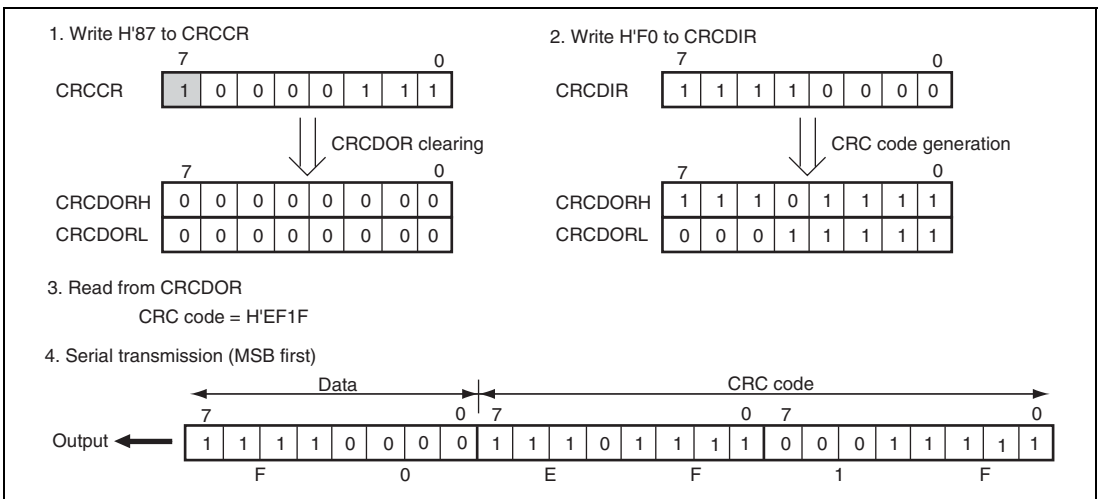 1. Write H'87 to CRCCR
7 0
CRCCR 1 0 0 0 0 1 1 1
CRCDOR clearing
7 0
CRCDORH 0 0 0 0 0 0 0 0
CRCDORL 0 0 0 0 0 0 0 0
2. Write H'F0 to CRCDIR
7 0
CRCDIR 1 1 1 1 0 0 0 0
CRC code generation
7 0
CRCDORH 1 1 1 0 1 1 1 1
CRCDORL 0 0 0 1 1 1 1 1
3. Read from CRCDOR
CRC code = H'EF1F
4. Serial transmission (MSB first)
Data CRC code
7 0 7 0 7 0
Output 1 1 1 1 0 0 0 0 1 1 1 0 1 1 1 1 0 0 0 1 1 1 1 1
F 0 E F 1 F